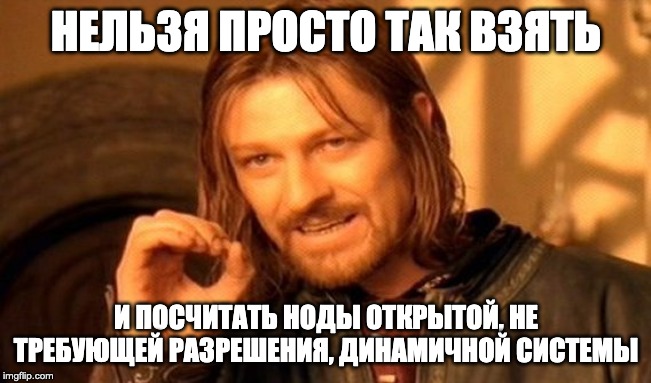 НЕЛЬЗЯ ПРОСТО ТАК ВЗЯТЬ
И ПОСЧИТАТЬ НОДЫ ОТКРЫТОЙ, НЕ
ТРЕБУЮЩЕЙ РАЗРЕШЕНИЯ, ДИНАМИЧНОЙ СИСТЕМЫ
imgflip.com